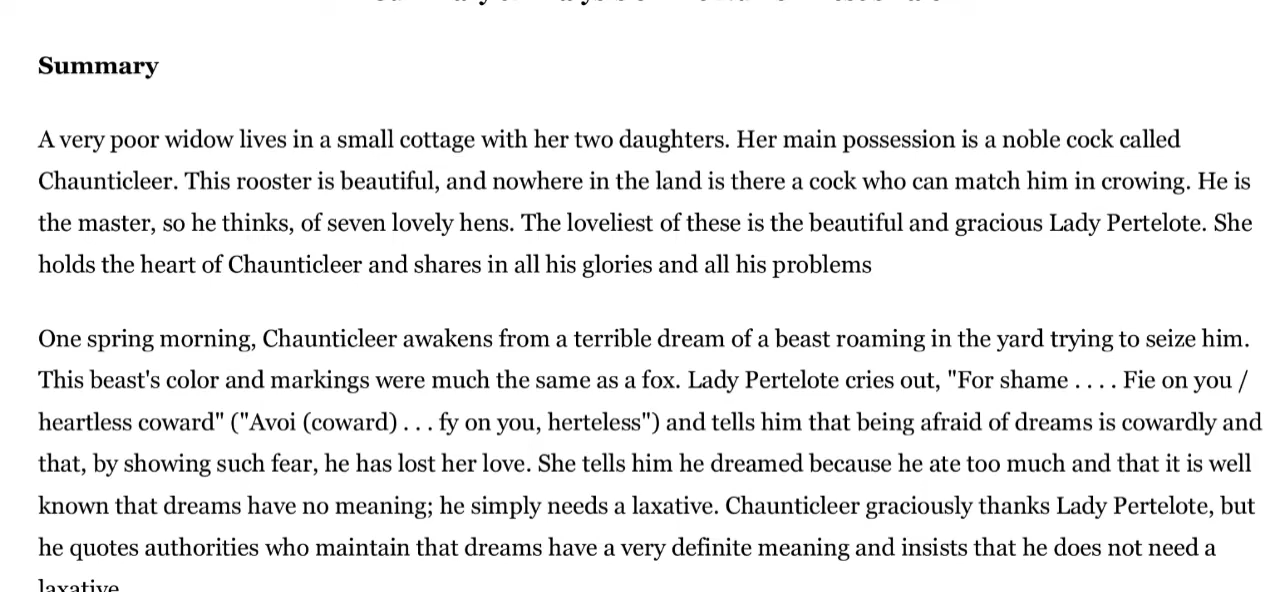 Summary
A very poor widow lives in a small cottage with her two daughters. Her main possession is a noble cock called
Chaunticleer. This rooster is beautiful, and nowhere in the land is there a cock who can match him in crowing. He is
the master, so he thinks, of seven lovely hens. The loveliest of these is the beautiful and gracious Lady Pertelote. She
holds the heart of Chaunticleer and shares in all his glories and all his problems
One spring morning, Chaunticleer awakens from a terrible dream of a beast roaming in the yard trying to seize him.
This beast's color and markings were much the same as a fox. Lady Pertelote cries out, "For shame . . . . Fie on you /
heartless coward" ("Avoi (coward) . . . fy on you, herteless") and tells him that being afraid of dreams is cowardly and
that, by showing such fear, he has lost her love. She tells him he dreamed because he ate too much and that it is well
known that dreams have no meaning; he simply needs a laxative. Chaunticleer graciously thanks Lady Pertelote, but
he quotes authorities who maintain that dreams have a very definite meaning and insists that he does not need a
laxative